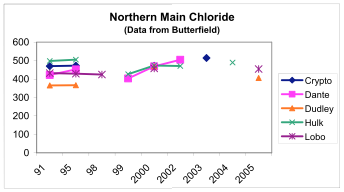 Northern Main Chloride
(Data from Butterfield)
600
500
400
300
200
100
0
91
95
98
99
2000
2002
2003
2004
2005
Crypto
Dante
Dudley
Hulk
Lobo